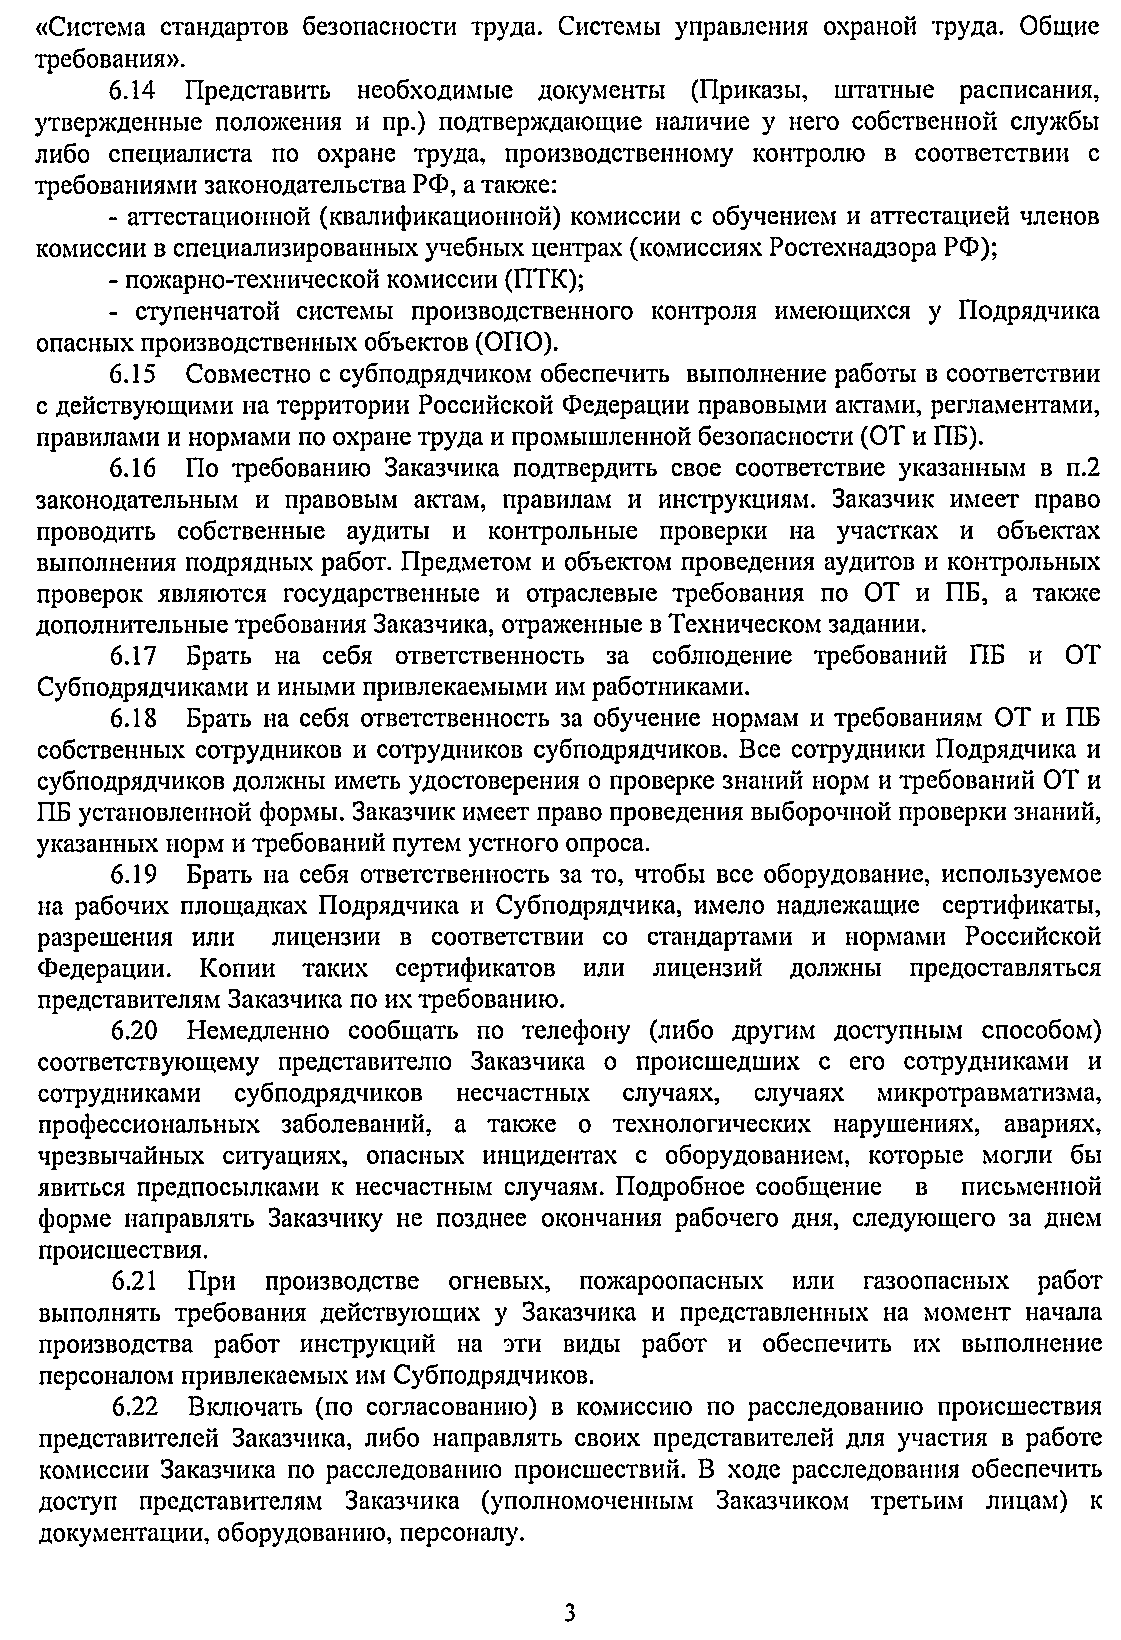 «Система стандартов безопасности труда. Системы управления охраной труда. Общие
требования».
6.14 Представить необходимые документы (Приказы, штатные расписания,
утвержденные положения и пр.) подтверждающие наличие у него собственной службы
либо специалиста по охране труда, производственному контролю в соответствии с
требованиями законодательства РФ, а также:
- аттестационной (квалификационной) комиссии с обучением и аттестацией членов
комиссии в специализированных учебных центрах (комиссиях Ростехнадзора РФ);
- пожарно-технической комиссии (ПТК);
- ступенчатой системы производственного контроля имеющихся у Подрядчика
опасных производственных объектов (ОПО).
6.15 Совместно с субподрядчиком обеспечить выполнение работы в соответствии
с действующими на территории Российской Федерации правовыми актами, регламентами,
правилами и нормами по охране труда и промышленной безопасности (ОТ и ПБ).
6.16 По требованию Заказчика подтвердить свое соответствие указанным в п.2
законодательным и правовым актам, правилам и инструкциям. Заказчик имеет право
проводить собственные аудиты и контрольные проверки на участках и объектах
выполнения подрядных работ. Предметом и объектом проведения аудитов и контрольных
проверок являются государственные и отраслевые требования по ОТ и ПБ, а также
дополнительные требования Заказчика, отраженные в Техническом задании.
6.17 Брать на себя ответственность за соблюдение требований ПБ и ОТ
Субподрядчиками и иными привлекаемыми им работниками.
6.18 Брать на себя ответственность за обучение нормам и требованиям ОТ и ПБ
собственных сотрудников и сотрудников субподрядчиков. Все сотрудники Подрядчика и
субподрядчиков должны иметь удостоверения о проверке знаний норм и требований ОТ и
ПБ установленной формы. Заказчик имеет право проведения выборочной проверки знаний,
указанных норм и требований путем устного опроса.
6.19 Брать на себя ответственность за то, чтобы все оборудование, используемое
на рабочих площадках Подрядчика и Субподрядчика, имело надлежащие сертификаты,
разрешения или лицензии в соответствии со стандартами и нормами Российской
Федерации. Копии таких сертификатов или лицензий должны предоставляться
представителям Заказчика по их требованию.
6.20 Немедленно сообщать по телефону (либо другим доступным способом)
соответствующему представителю Заказчика о происшедших с его сотрудниками и
сотрудниками субподрядчиков несчастных случаях, случаях микротравматизма,
профессиональных заболеваний, а также о технологических нарушениях, авариях,
чрезвычайных ситуациях, опасных инцидентах с оборудованием, которые могли бы
явиться предпосылками к несчастным случаям. Подробное сообщение в письменной
форме направлять Заказчику не позднее окончания рабочего дня, следующего за днем
происшествия.
6.21 При производстве огневых, пожароопасных или газоопасных работ
выполнять требования действующих у Заказчика и представленных на момент начала
производства работ инструкций на эти виды работ и обеспечить их выполнение
персоналом привлекаемых им Субподрядчиков.
6.22 Включать (по согласованию) в комиссию по расследованию происшествия
представителей Заказчика, либо направлять своих представителей для участия в работе
комиссии Заказчика по расследованию происшествий. В ходе расследования обеспечить
доступ представителям Заказчика (уполномоченным Заказчиком третьим лицам) к
документации, оборудованию, персоналу.
3